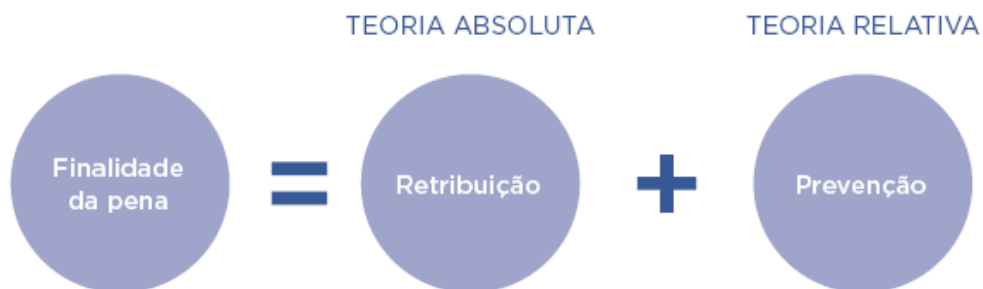 TEORIA ABSOLUTA
TEORIA RELATIVA
Finalidade
da pena
=
Retribuição
+
Prevenção